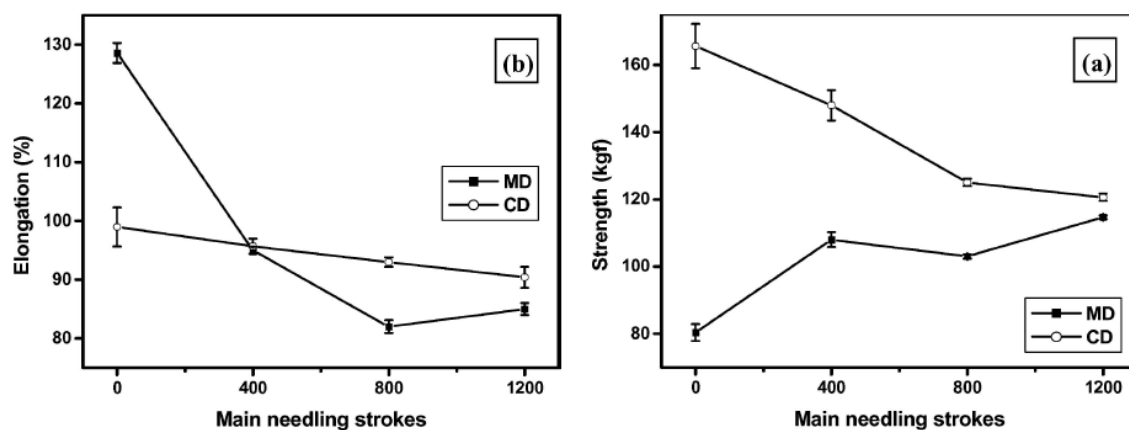 Elongation (%)
130
120
110
100
90
80
(b)
MD
CD
0 400 800 1200
Main needling strokes
Strength (kgf)
160
140
120
100
80
(a)
MD
CD
0 400 800 1200
Main needling strokes